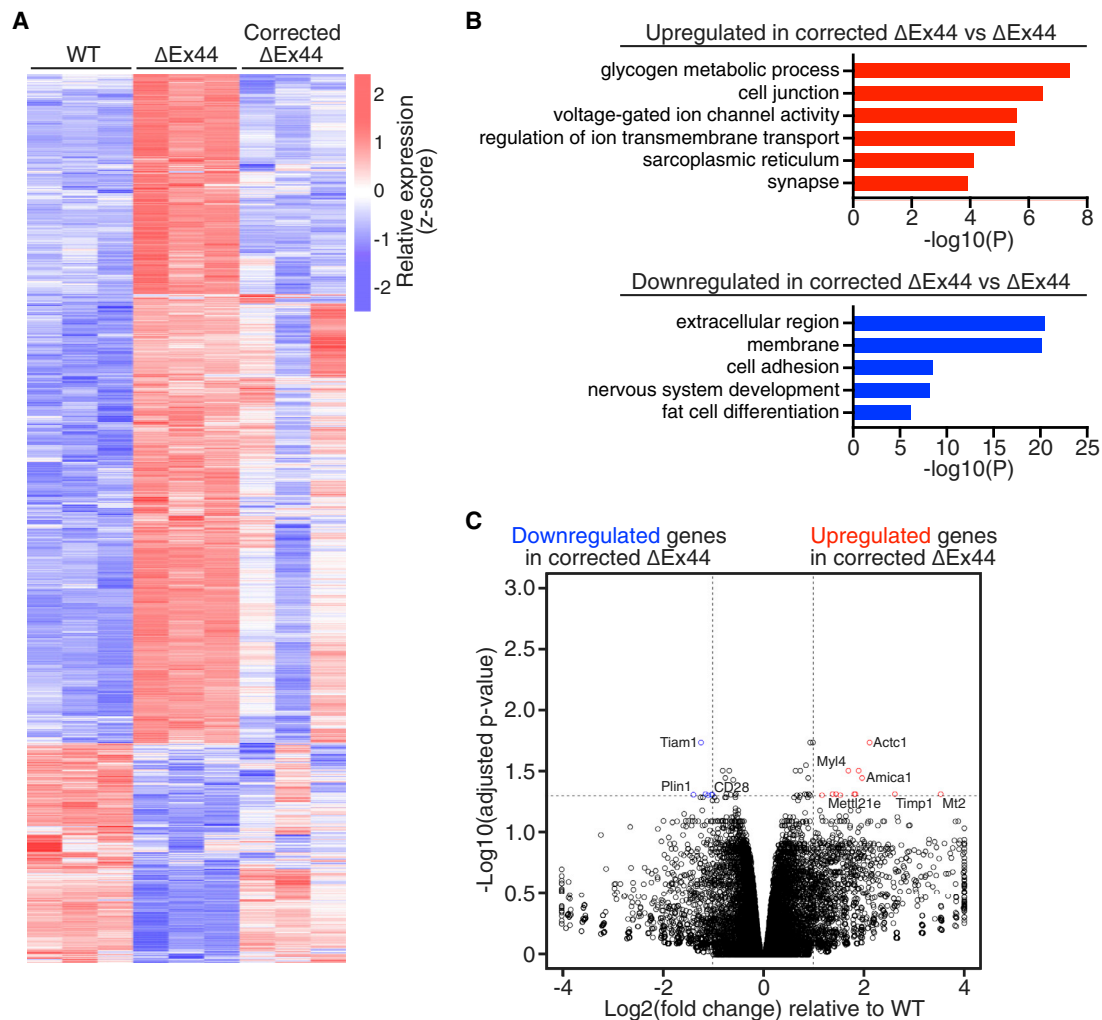 A
WT
ΔEx44
Corrected
ΔEx44
2
1
0
-1
-2
Relative expression
(z-score)
B
Upregulated in corrected ΔEx44 vs ΔEx44
glycogen metabolic process
cell junction
voltage-gated ion channel activity
regulation of ion transmembrane transport
sarcoplasmic reticulum
synapse
0 2 4 6 8
-log10(P)
Downregulated in corrected ΔEx44 vs ΔEx44
extracellular region
membrane
cell adhesion
nervous system development
fat cell differentiation
0 5 10 15 20 25
-log10(P)
C
Downregulated genes
in corrected ΔEx44
Upregulated genes
in corrected ΔEx44
3.0
2.5
2.0
1.5
1.0
0.5
0
-Log10(adjusted p-value)
Tiam1
Actc1
Myl4
Amica1
Plin1
CD28
Mettl21e
Timp1
Mt2
-4 -2 0 2 4
Log2(fold change) relative to WT